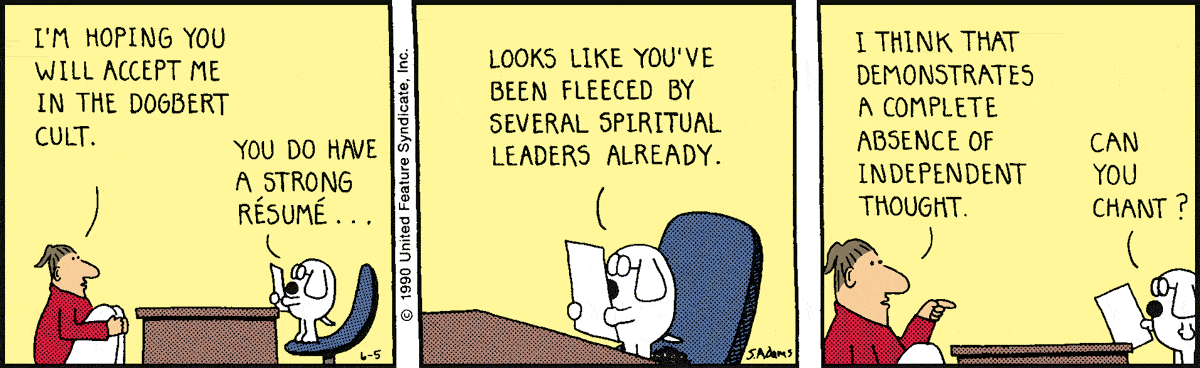 I'M HOPING YOU
WILL ACCEPT ME
IN THE DOGBERT
CULT.
YOU DO HAVE
A STRONG
RÉSUMÉ...
6-5
© 1990 United Feature Syndicate, Inc.
LOOKS LIKE YOU'VE
BEEN FLEECED BY
SEVERAL SPIRITUAL
LEADERS ALREADY.
S.Adams
I THINK THAT
DEMONSTRATES
A COMPLETE
ABSENCE OF
INDEPENDENT
THOUGHT.
CAN
YOU
CHANT?